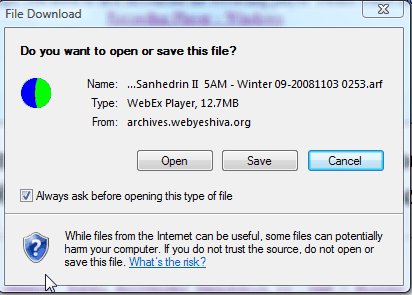 File Download
Do you want to open or save this file?
Name: ...Sanhedrin II 5AM - Winter 09-20081103 0253.arf
Type: WebEx Player, 12.7MB
From: archives.webyeshiva.org
Open Save Cancel
Always ask before opening this type of file
While files from the Internet can be useful, some files can potentially
harm your computer. If you do not trust the source, do not open or
save this file. What's the risk?